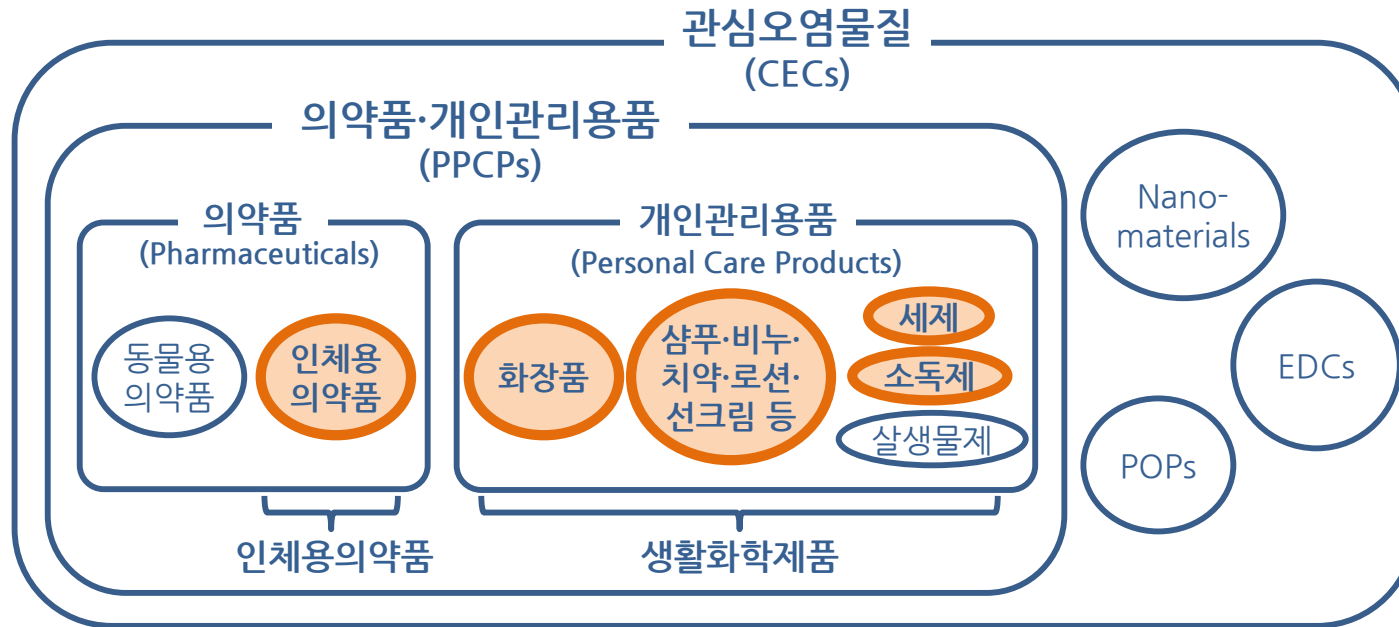 관심오염물질
(CECs)
의약품·개인관리용품
(PPCPs)
의약품
(Pharmaceuticals)
동물용
의약품
인체용
의약품
인체용의약품
개인관리용품
(Personal Care Products)
화장품
샴푸·비누·
치약·로션·
선크림 등
세제
소독제
살생물제
생활화학제품
Nano-
materials
EDCs
POPs